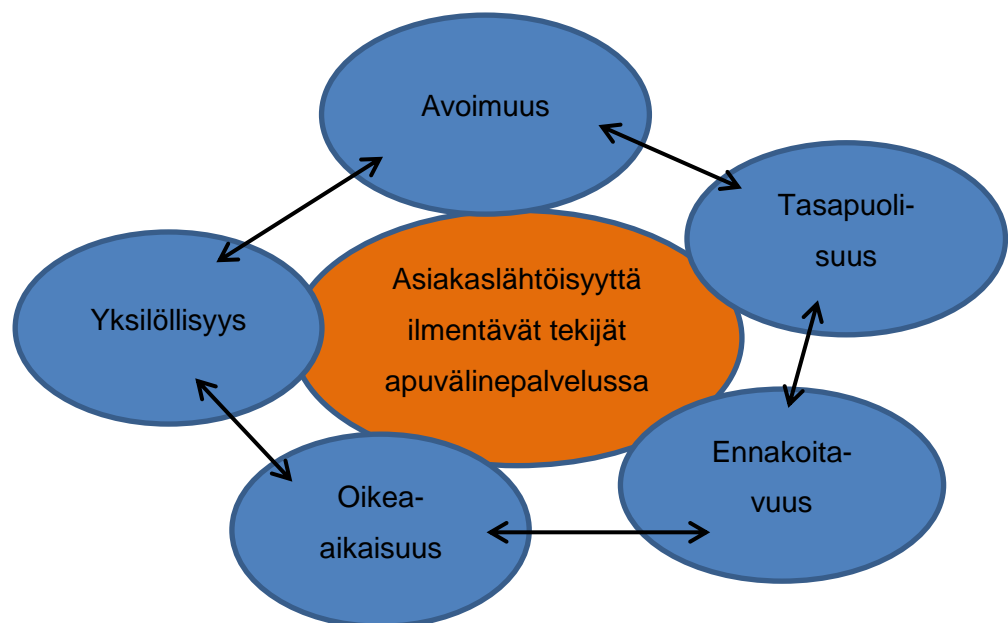 Avoimuus
Tasapuoli-
suus
Asiakaslähtöisyyttä
ilmentävät tekijät
apuvälinepalvelussa
Yksilöllisyys
Ennakoita-
vuus
Oikea-
aikaisuus